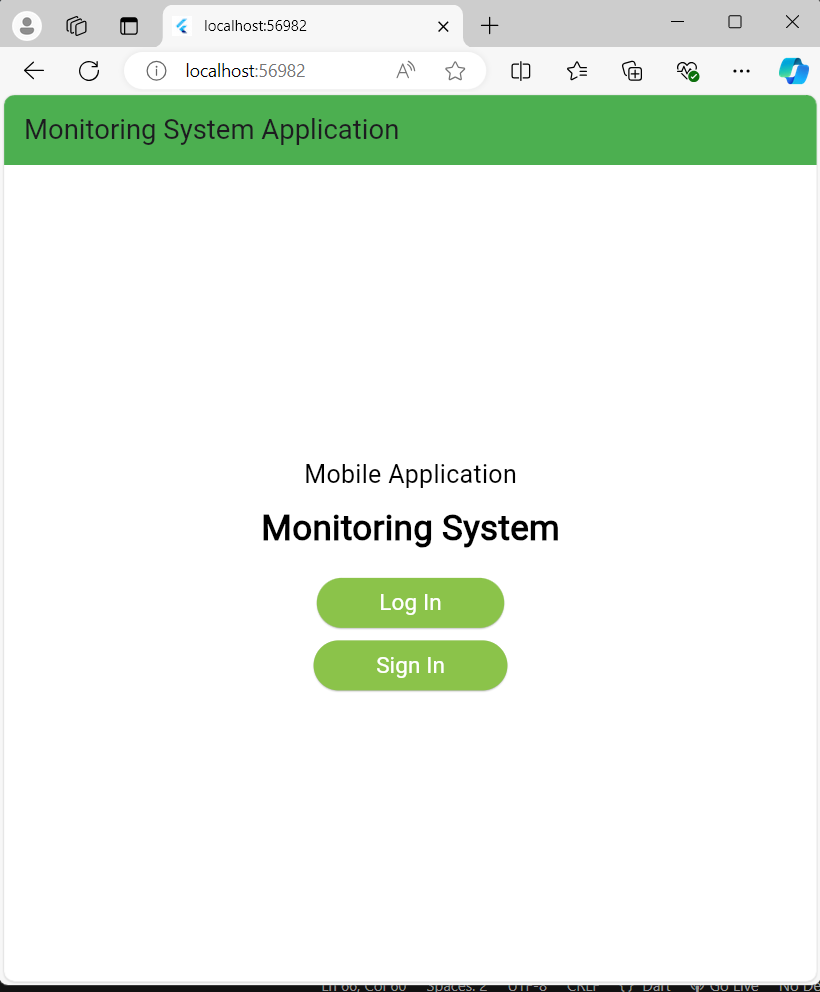 localhost:56982
localhost:56982
Monitoring System Application
Mobile Application
Monitoring System
Log In
Sign In
Ln 66, Col 60 Spaces: 2 UTF-8 CRLF {} Dart Go Live No De